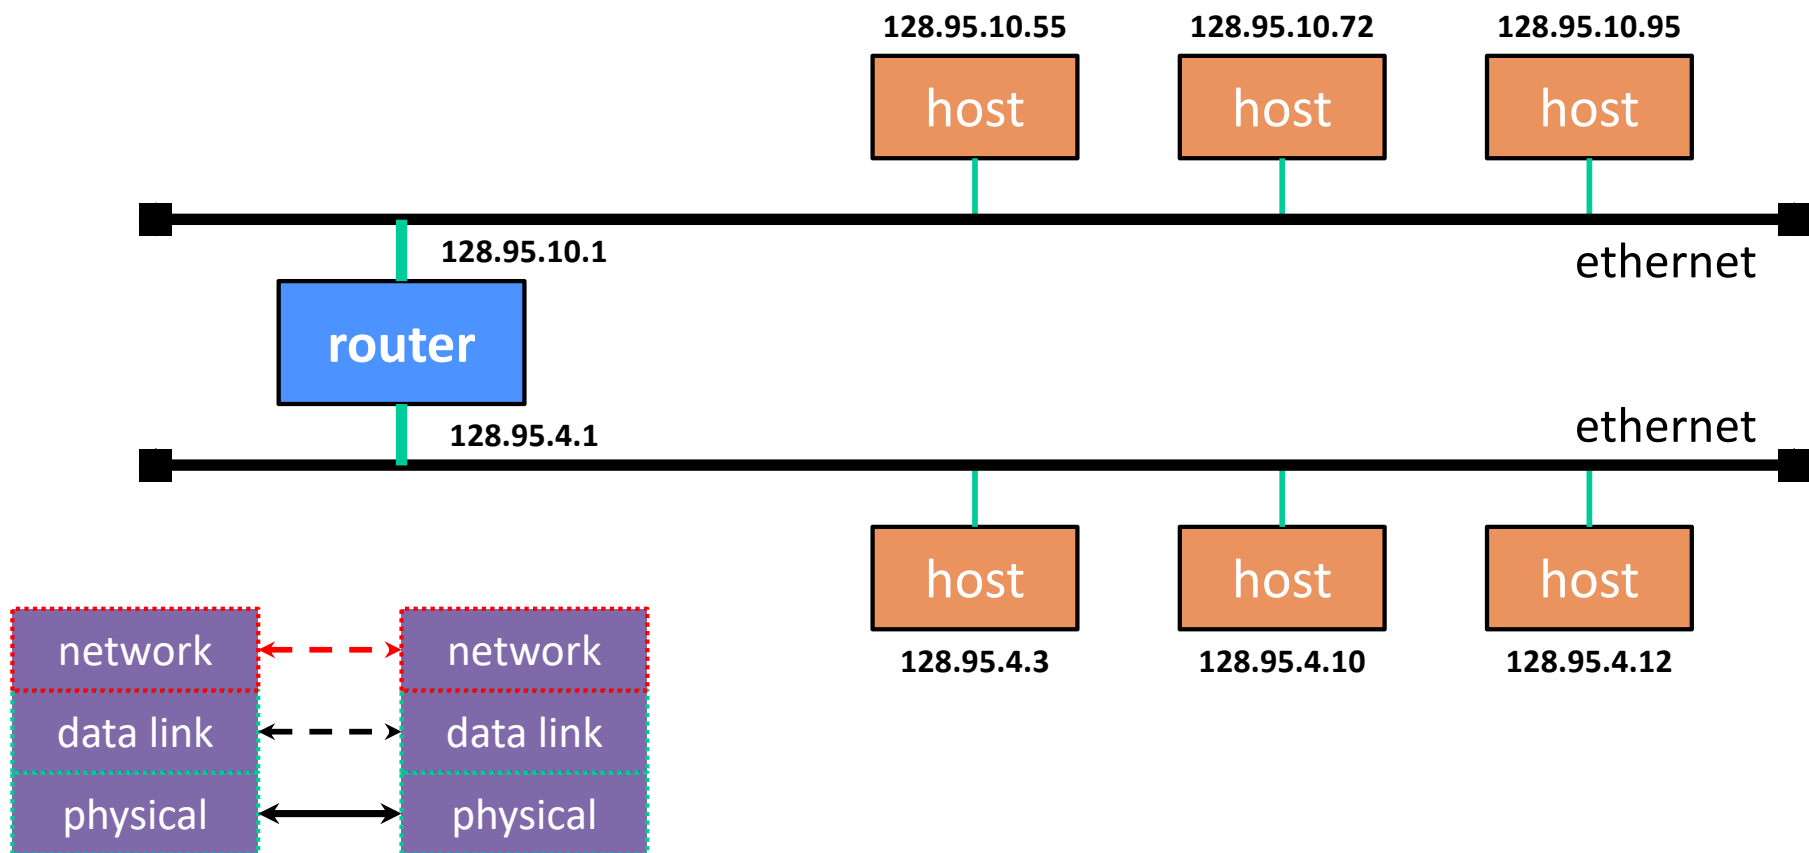 128.95.10.55 128.95.10.72 128.95.10.95
host host host
128.95.10.1
ethernet
router
128.95.4.1
ethernet
host host host
128.95.4.3 128.95.4.10 128.95.4.12
network network
data link data link
physical physical